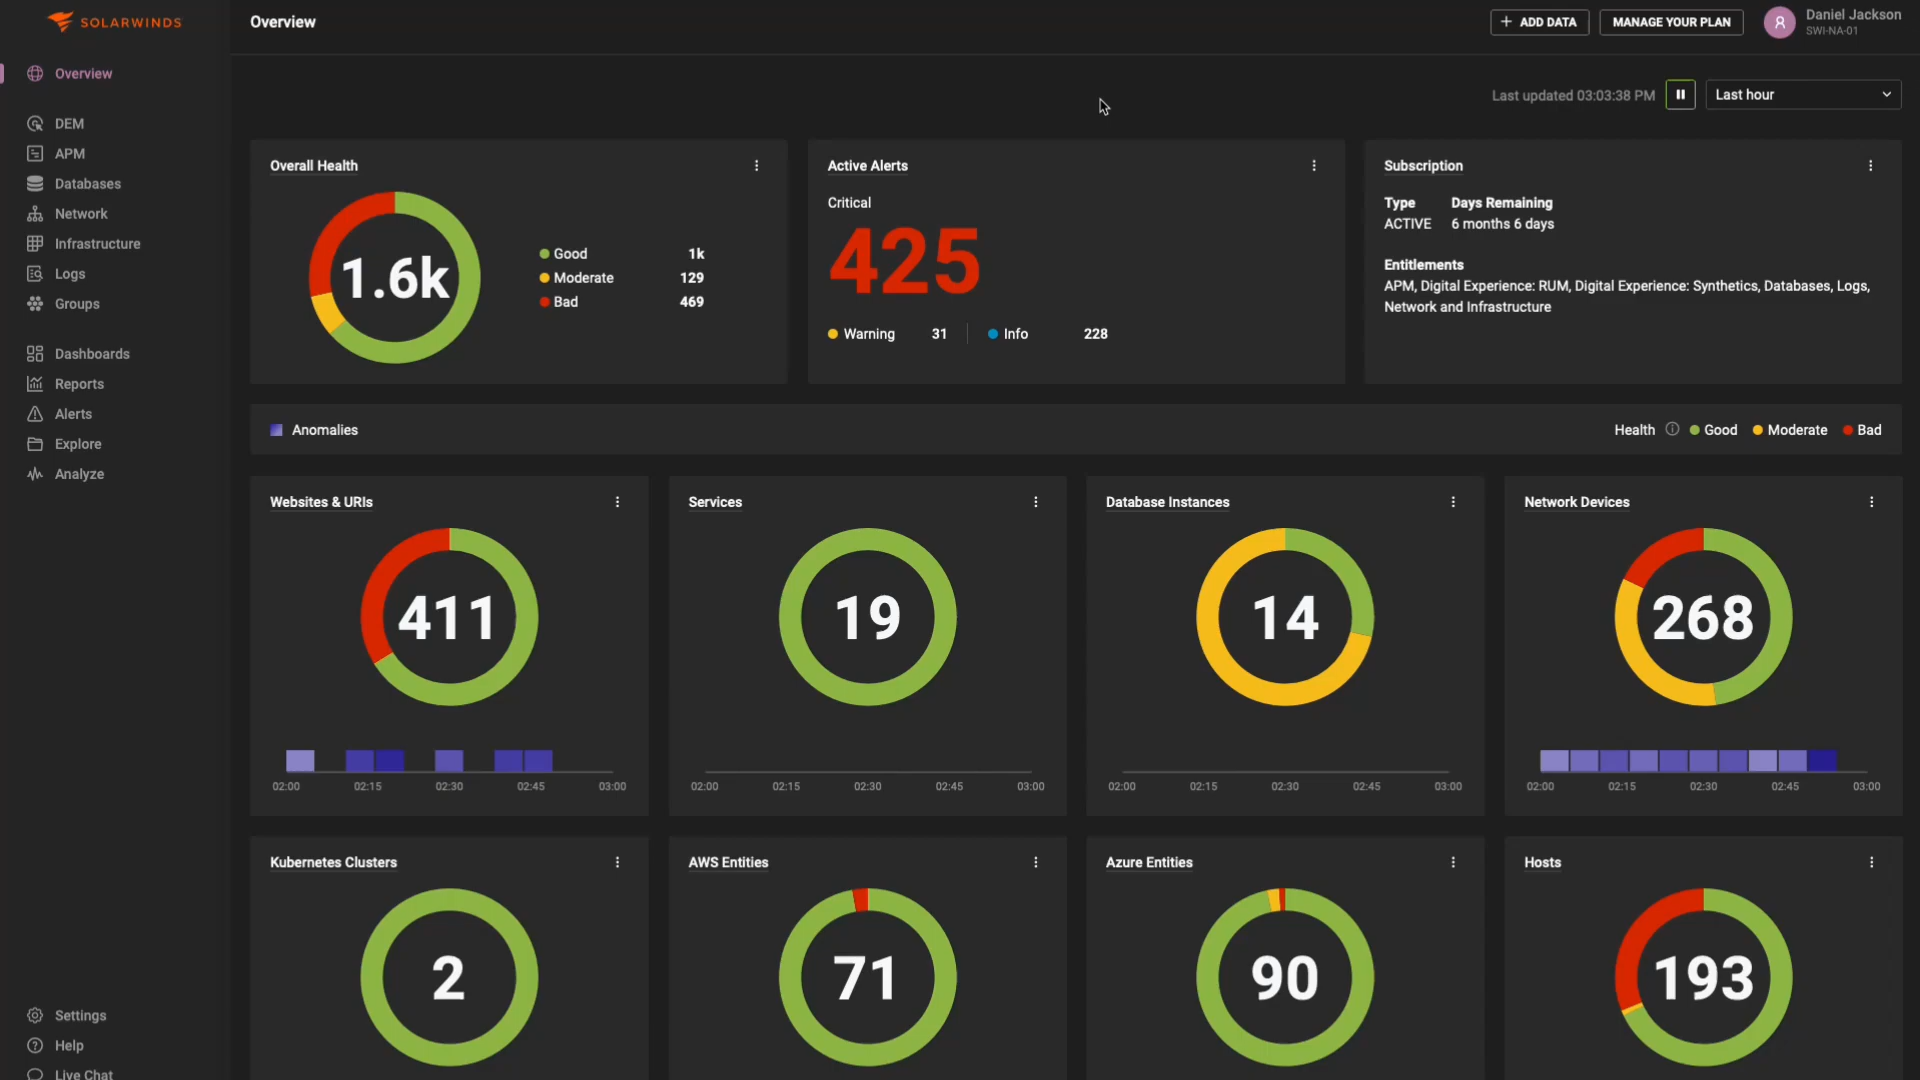 SOLARWINDS
Overview
ADD DATA
MANAGE YOUR PLAN
Daniel Jackson
SWI-NA-01
Overview
DEM
APM
Databases
Network
Infrastructure
Logs
Groups
Dashboards
Reports
Alerts
Explore
Analyze
Settings
Help
Live Chat
Last updated 03:03:38 PM
Last hour
Overall Health
1.6k
Good 1k
Moderate 129
Bad 469
Active Alerts
Critical
425
Warning 31 Info 228
Subscription
Type Days Remaining
ACTIVE 6 months 6 days
Entitlements
APM, Digital Experience: RUM, Digital Experience: Synthetics, Databases, Logs,
Network and Infrastructure
Anomalies
Health Good Moderate Bad
Websites & URIs
411
02:00 02:15 02:30 02:45 03:00
Services
19
02:00 02:15 02:30 02:45 03:00
Database Instances
14
02:00 02:15 02:30 02:45 03:00
Network Devices
268
02:00 02:15 02:30 02:45 03:00
Kubernetes Clusters
2
AWS Entities
71
Azure Entities
90
Hosts
193